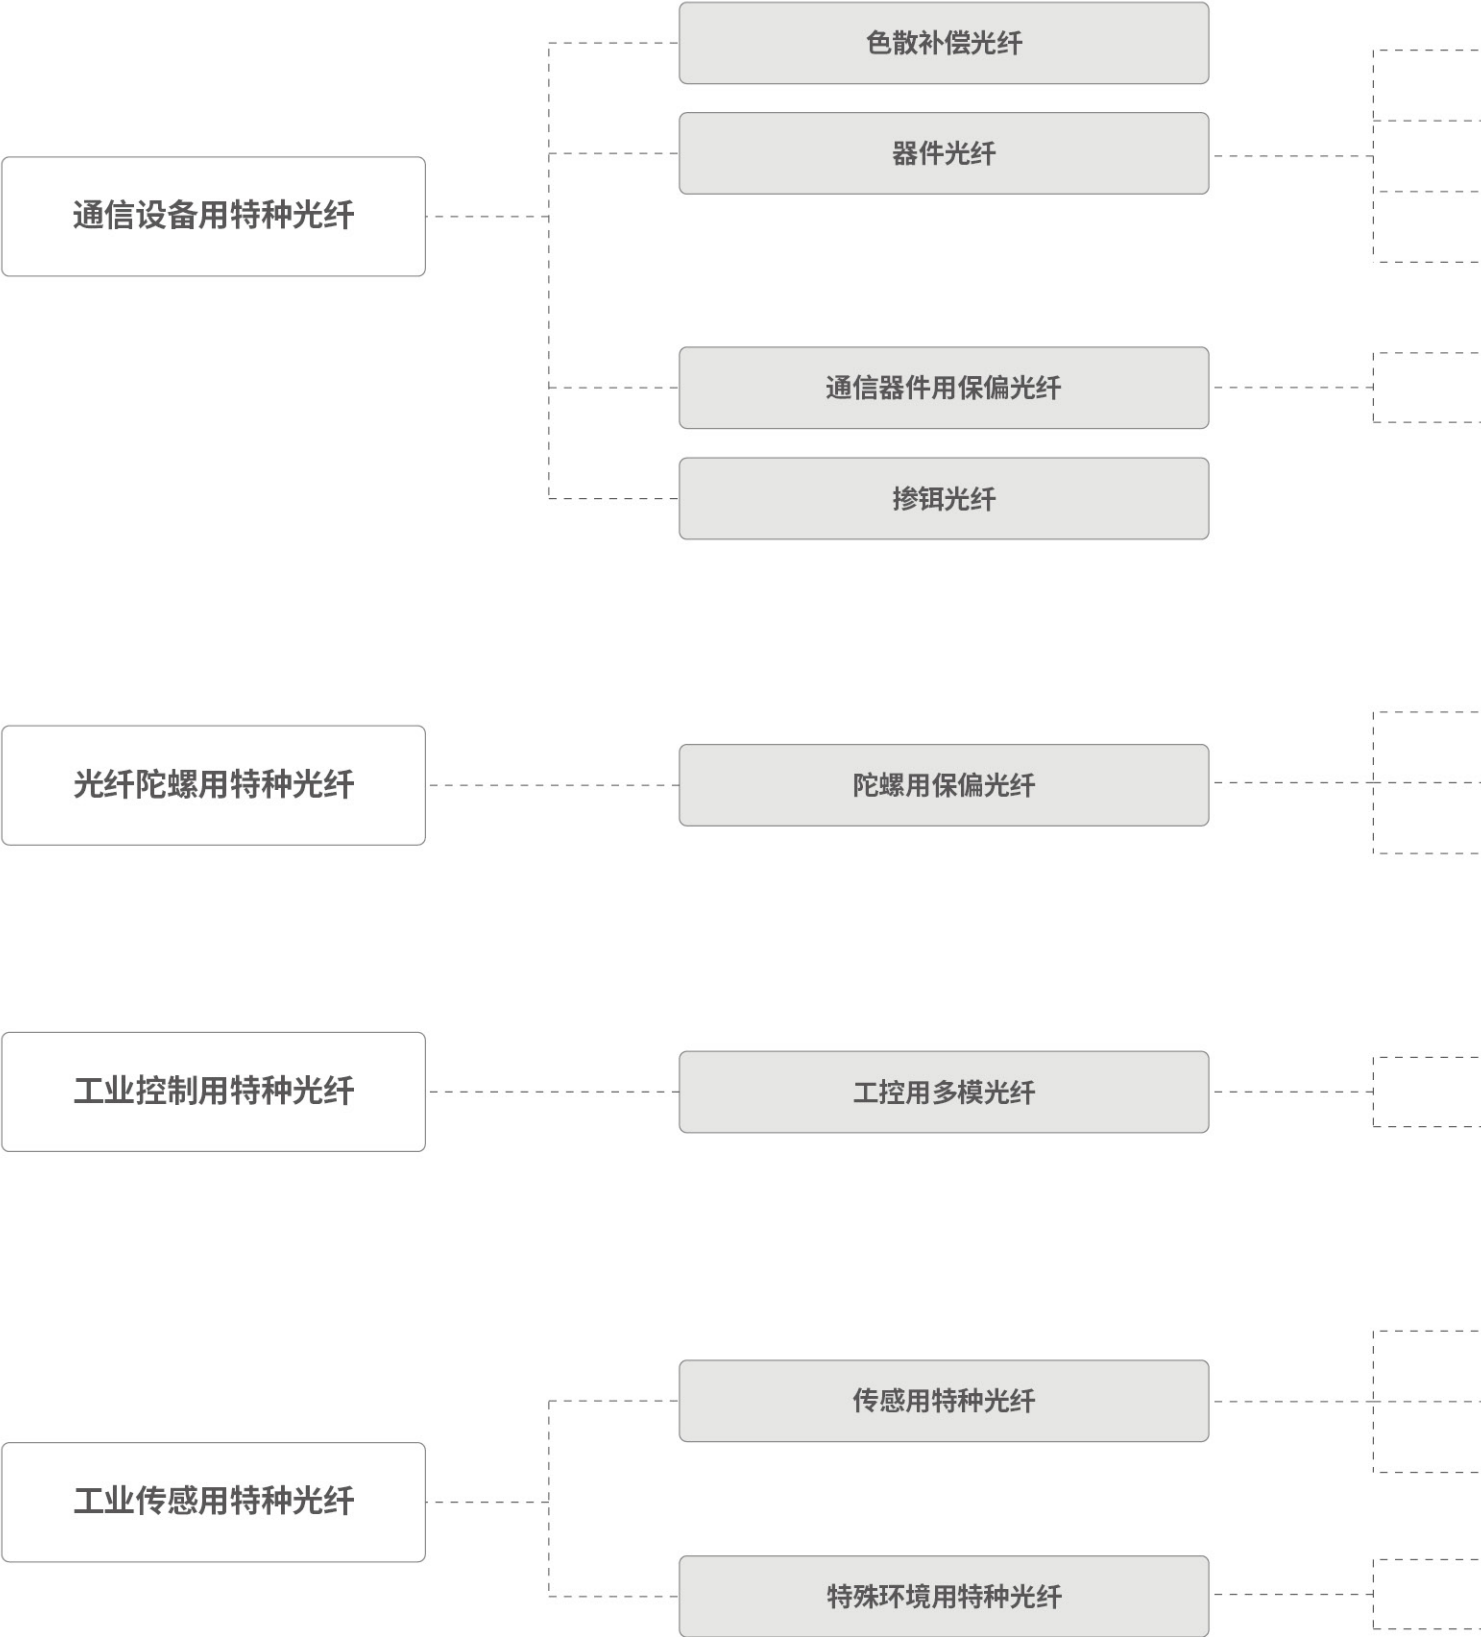 色散补偿光纤
器件光纤
通信设备用特种光纤
通信器件用保偏光纤
掺铒光纤
光纤陀螺用特种光纤
陀螺用保偏光纤
工业控制用特种光纤
工控用多模光纤
传感用特种光纤
工业传感用特种光纤
特殊环境用特种光纤